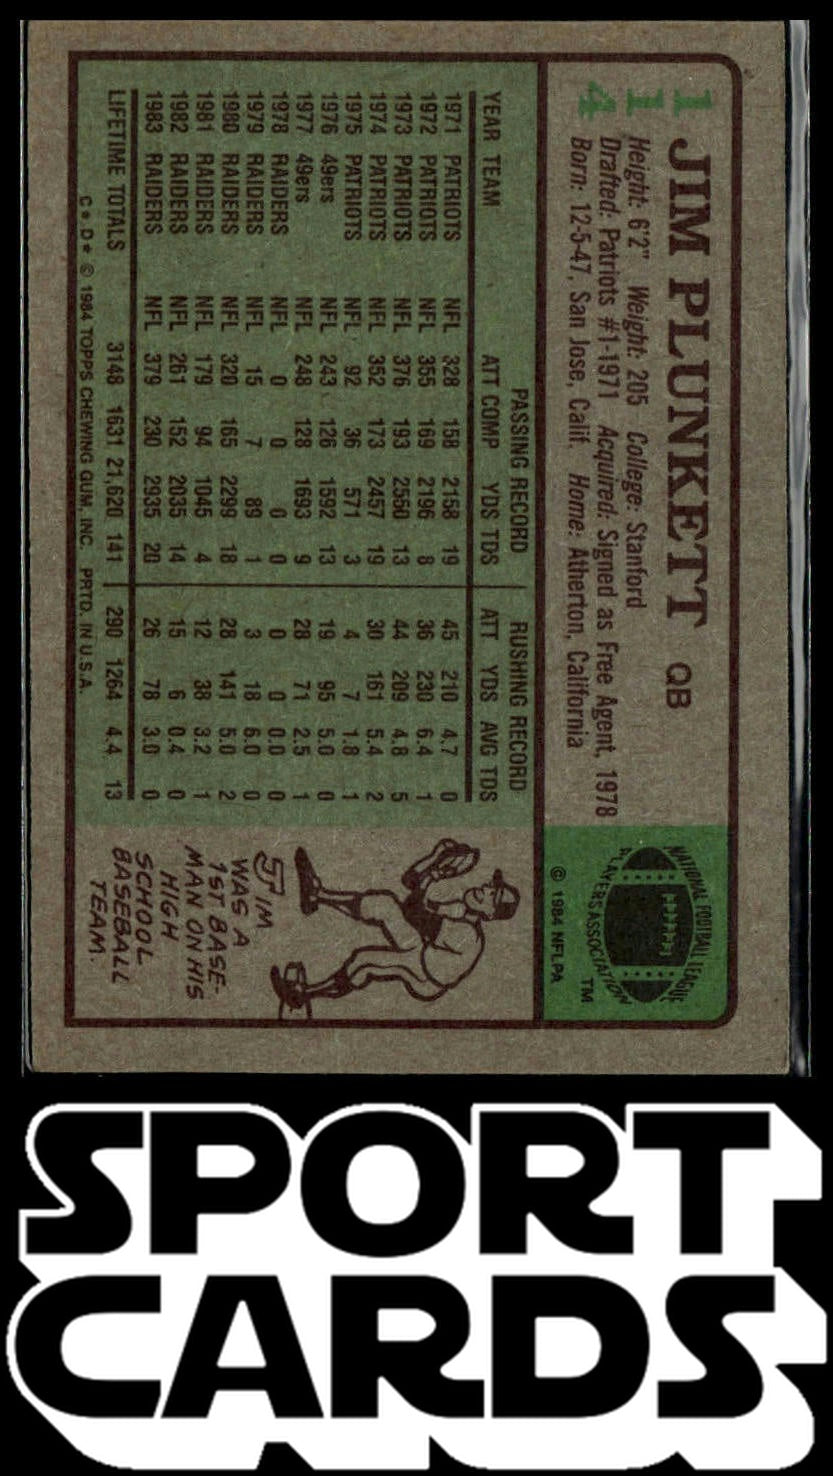 114
JIM PLUNKETT QB
Height: 6'2" Weight: 205 College: Stanford
Drafted: Patriots #1-1971 Acquired: Signed as Free Agent, 1978
Born: 12-5-47, San Jose, Calif. Home: Atherton, California
NATIONAL FOOTBALL LEAGUE
PLAYERS ASSOCIATION
TM
© 1984 NFLPA
PASSING RECORD RUSHING RECORD
YEAR TEAM ATT COMP YDS TDS ATT YDS AVG TDS
1971 PATRIOTS NFL 328 158 2158 19 45 210 4.7 0
1972 PATRIOTS NFL 355 169 2196 8 36 230 6.4 1
1973 PATRIOTS NFL 376 193 2550 13 44 209 4.8 5
1974 PATRIOTS NFL 352 173 2457 19 30 161 5.4 2
1975 PATRIOTS NFL 92 36 571 3 4 7 1.8 1
1976 49ers NFL 243 126 1592 13 19 95 5.0 0
1977 49ers NFL 248 128 1693 9 28 71 2.5 1
1978 RAIDERS NFL 0 0 0 0 0 0 0.0 0
1979 RAIDERS NFL 15 7 89 1 3 18 6.0 0
1980 RAIDERS NFL 320 165 2299 18 28 141 5.0 2
1981 RAIDERS NFL 179 94 1045 4 12 38 3.2 1
1982 RAIDERS NFL 261 152 2035 14 15 6 0.4 0
1983 RAIDERS NFL 379 230 2935 20 26 78 3.0 0
LIFETIME TOTALS 3148 1631 21,620 141 290 1264 4.4 13
C* D* © 1984 TOPPS CHEWING GUM, INC. PRTD. IN U.S.A.
JIM
WAS A
1ST BASE-
MAN ON HIS
HIGH
SCHOOL
BASEBALL
TEAM.
SPORT
CARDS